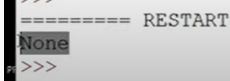 >>>
========= RESTART
None
>>>